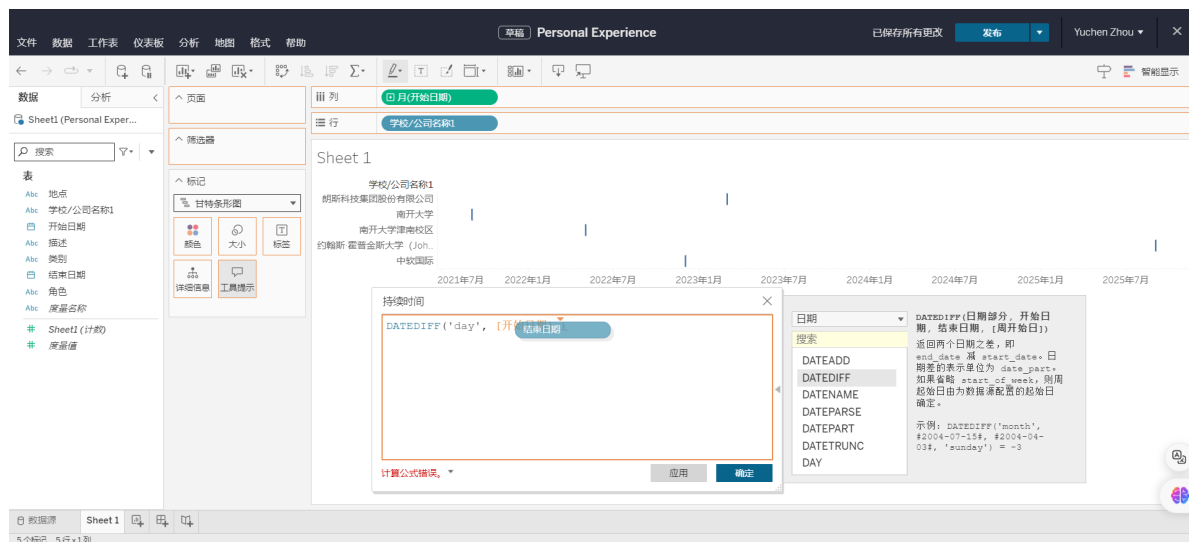 草稿 Personal Experience
已保存所有更改
发布
Yuchen Zhou
文件 数据 工作表 仪表板 分析 地图 格式 帮助
智能显示
数据 分析
Sheet1 (Personal Exper...
搜索
表
Abc 地点
Abc 学校/公司名称1
开始日期
Abc 描述
Abc 类别
结束日期
Abc 角色
Abc 度量名称
# Sheet1 (计数)
# 度量值
页面
筛选器
标记
甘特条形图
颜色 大小 标签
详细信息 工具提示
列 月(开始日期)
行 学校/公司名称1
Sheet 1
学校/公司名称1
朗斯科技集团股份有限公司
南开大学
南开大学津南校区
约翰斯·霍普金斯大学（Joh..
中软国际
2021年7月 2022年1月 2022年7月 2023年1月 2023年7月 2024年1月 2024年7月 2025年1月 2025年7月
持续时间
DATEDIFF('day', [开
结束日期
计算公式错误。
应用 确定
日期
搜索
DATEADD
DATEDIFF
DATENAME
DATEPARSE
DATEPART
DATETRUNC
DAY
DATEDIFF(日期部分, 开始日
期, 结束日期, [周开始日])
返回两个日期之差, 即
end_date 减 start_date。日
期差的表示单位为 date_part。
如果省略 start_of_week, 则周
起始日由为数据源配置的起始日
确定。
示例: DATEDIFF('month',
#2004-07-15#, #2004-04-
03#, 'sunday') = -3
数据源 Sheet 1
5个标记 5行x1列